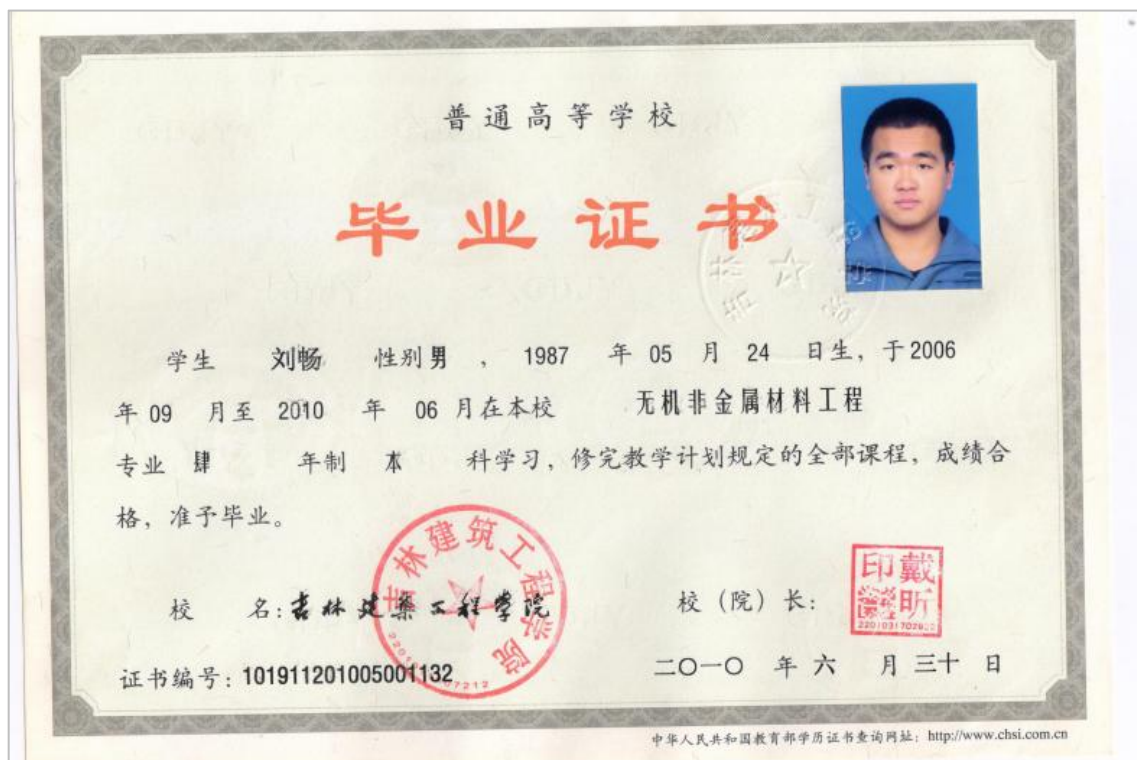 普通高等学校
毕业证书
学生 刘畅 性别男 , 1987 年 05 月 24 日生, 于2006
年 09 月至 2010 年 06 月在本校 无机非金属材料工程
专业 肆 年制 本 科学习, 修完教学计划规定的全部课程, 成绩合
格, 准予毕业。
吉林建筑工程学院
校 名:吉林建筑工程学院
校(院)长:
戴昕印
证书编号: 101911201005001132
二〇一〇 年 六 月 三十 日
中华人民共和国教育部学历证书查询网址: http://www.chsi.com.cn